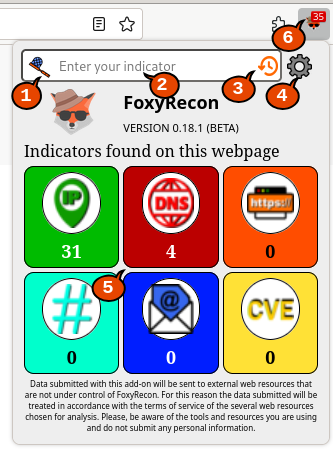 35
6
Enter your indicator
1
2
3
4
FoxyRecon
VERSION 0.18.1 (BETA)
Indicators found on this webpage
IP
DNS
https://
31
4
0
5
#
@
CVE
0
0
0
Data submitted with this add-on will be sent to external web resources that
are not under control of FoxyRecon. For this reason the data submitted will be
treated in accordance with the terms of service of the several web resources
chosen for analysis. Please, be aware of the tools and resources you are using
and do not submit any personal information.